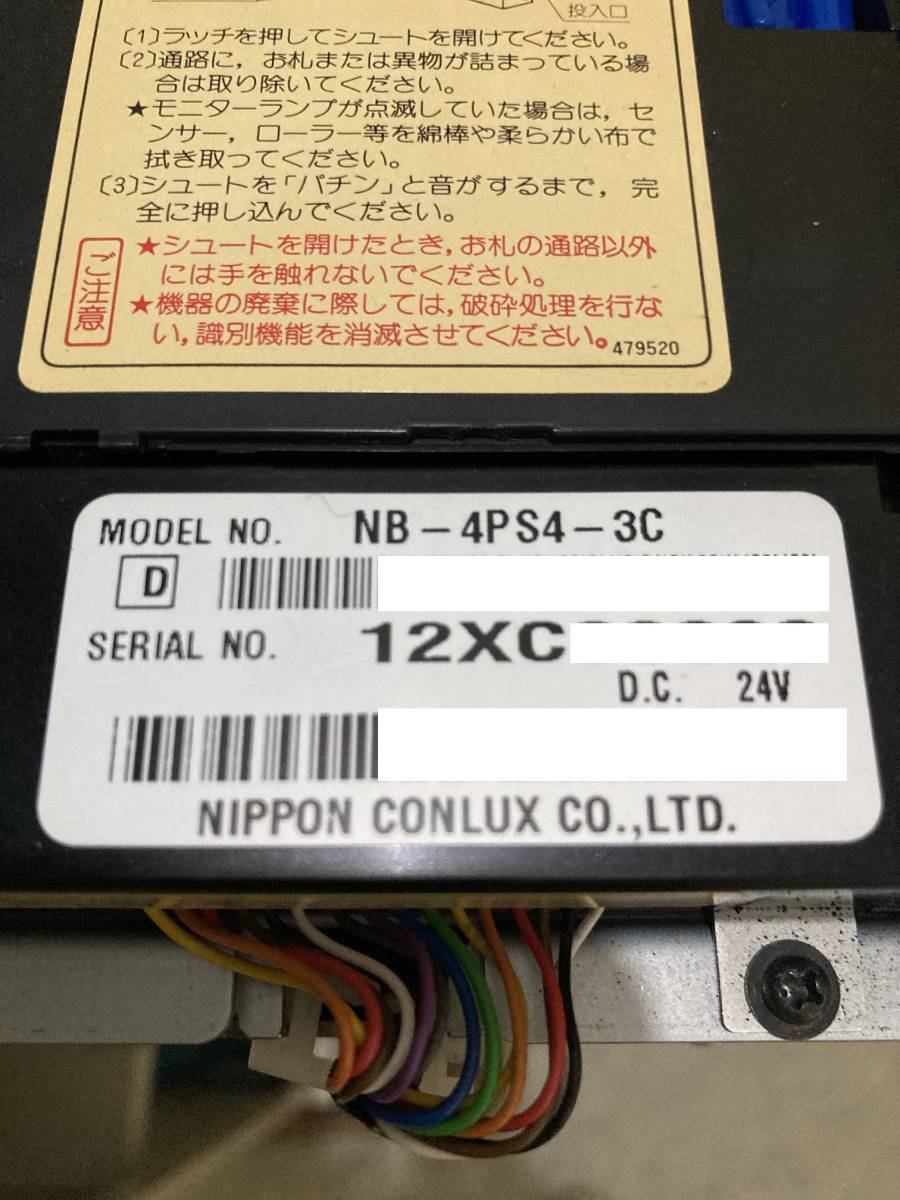 投入口
(1)ラッチを押してシュートを開けてください。
(2)通路に，お札または異物が詰まっている場
合は取り除いてください。
★モニターランプが点滅していた場合は，セ
ンサー，ローラー等を綿棒や柔らかい布で
拭き取ってください。
(3)シュートを「パチン」と音がするまで，完
全に押し込んでください。
ご注意
★シュートを開けたとき，お札の通路以外
には手を触れないでください。
★機器の廃棄に際しては，破砕処理を行な
い，識別機能を消滅させてください。
479520
MODEL NO. NB-4PS4-3C
D
SERIAL NO. 12XC
D.C. 24V
NIPPON CONLUX CO.,LTD.